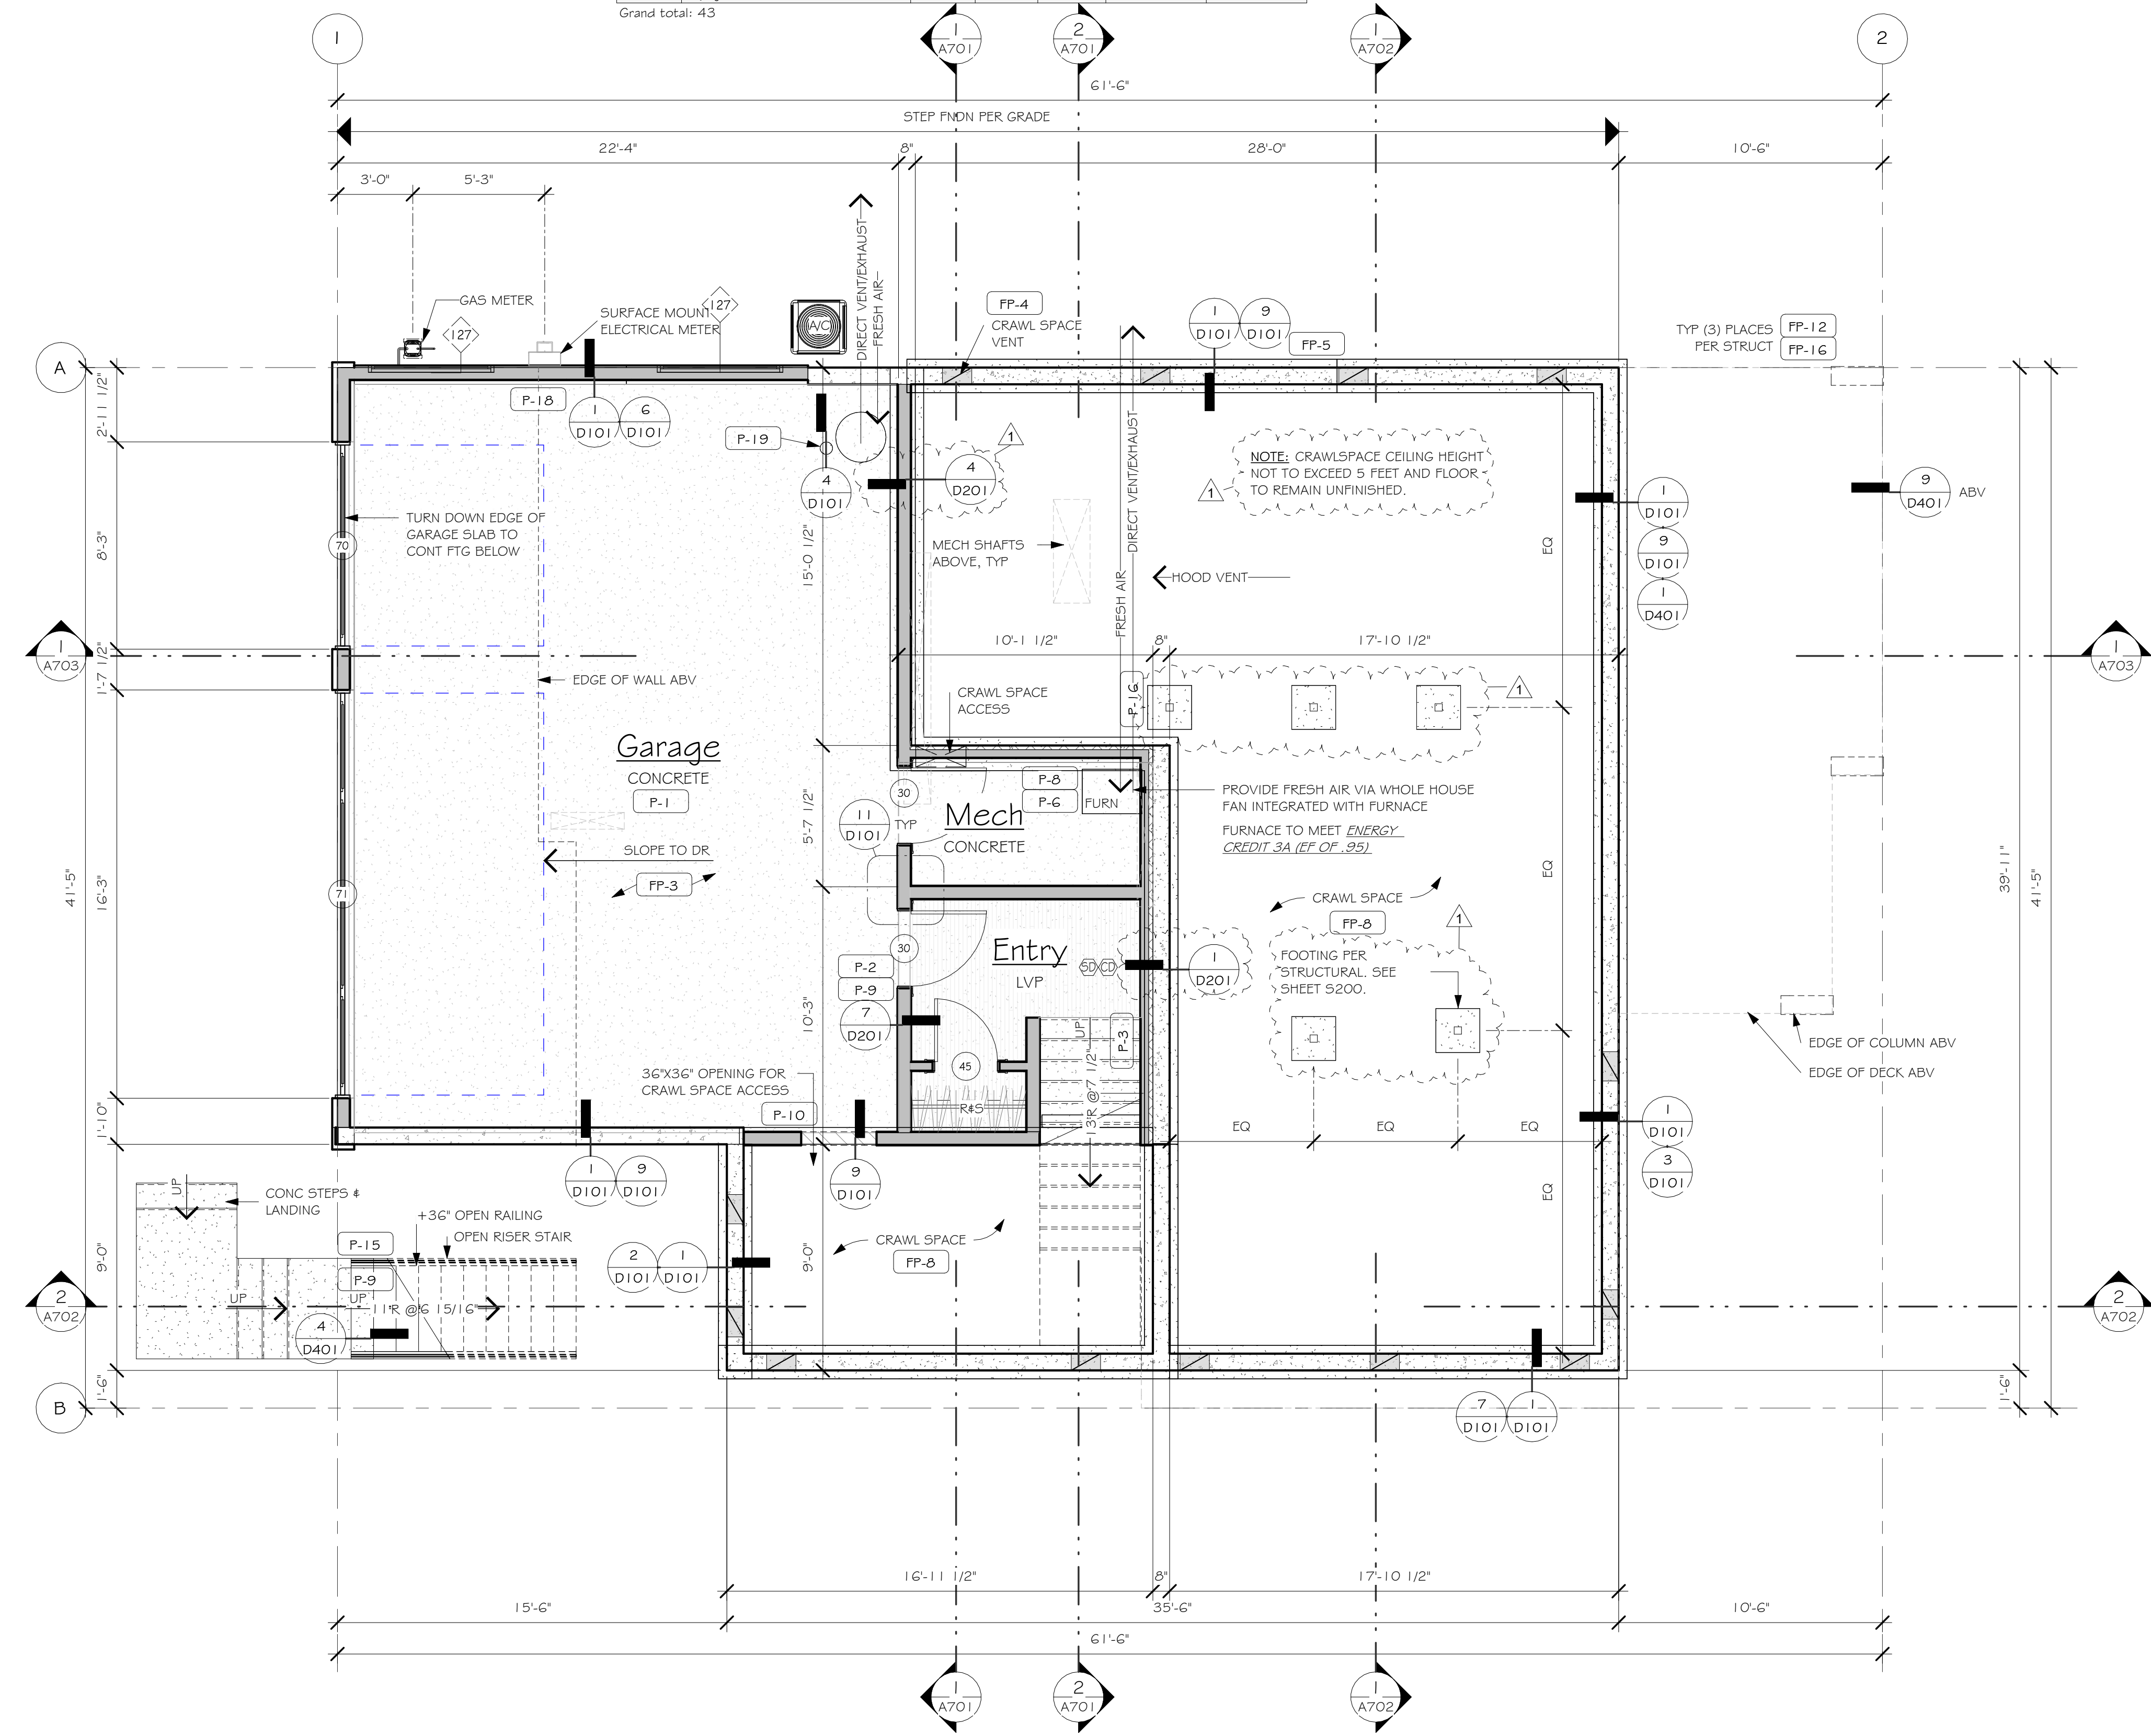 Grand total: 43
1
1
A701
2
A701
1
A702
2
61'-6"
STEP FNDN PER GRADE
22'-4"
8"
28'-0"
10'-6"
3'-0"
5'-3"
DIRECT VENT/EXHAUST
FRESH AIR
GAS METER
127
SURFACE MOUNT
ELECTRICAL METER
127
A/C
FP-4
CRAWL SPACE
VENT
1
D101
9
D101
FP-5
TYP (3) PLACES
PER STRUCT
FP-12
FP-16
A
2'-11 1/2"
P-18
1
D101
6
D101
P-19
4
D101
4
D201
1
DIRECT VENT/EXHAUST
FRESH AIR
NOTE: CRAWLSPACE CEILING HEIGHT
NOT TO EXCEED 5 FEET AND FLOOR
TO REMAIN UNFINISHED.
1
1
D101
9
D101
1
D401
9
D401
ABV
TURN DOWN EDGE OF
GARAGE SLAB TO
CONT FTG BELOW
70
8'-3"
15'-0 1/2"
MECH SHAFTS
ABOVE, TYP
HOOD VENT
EQ
10'-1 1/2"
8"
17'-10 1/2"
1
A703
1
A703
1'-7 1/2"
EDGE OF WALL ABV
CRAWL SPACE
ACCESS
P-16
1
Garage
CONCRETE
P-1
30
P-8
P-6
FURN
Mech
CONCRETE
11
D101
TYP
5'-7 1/2"
PROVIDE FRESH AIR VIA WHOLE HOUSE
FAN INTEGRATED WITH FURNACE
FURNACE TO MEET ENERGY
CREDIT 3A (EF OF .95)
SLOPE TO DR
FP-3
41'-5"
16'-3"
71
EQ
39'-11"
41'-5"
CRAWL SPACE
FP-8
1
30
Entry
LVP
SD
CD
1
D201
P-2
P-9
7
D201
10'-3"
FOOTING PER
STRUCTURAL. SEE
SHEET S200.
UP
P-3
13 R @7 1/2"
EDGE OF COLUMN ABV
EDGE OF DECK ABV
45
R&S
36"X36" OPENING FOR
CRAWL SPACE ACCESS
P-10
1'-10"
EQ
EQ
EQ
1
D101
3
D101
1
D101
9
D101
9
D101
UP
CONC STEPS &
LANDING
+36" OPEN RAILING
OPEN RISER STAIR
P-15
P-9
9'-0"
9'-0"
CRAWL SPACE
FP-8
EQ
2
D101
1
D101
2
A702
2
A702
UP
UP
11 R @6 15/16"
4
D401
1'-6"
1'-6"
B
7
D101
1
D101
16'-11 1/2"
8"
17'-10 1/2"
15'-6"
35'-6"
10'-6"
61'-6"
1
A701
2
A701
1
A702